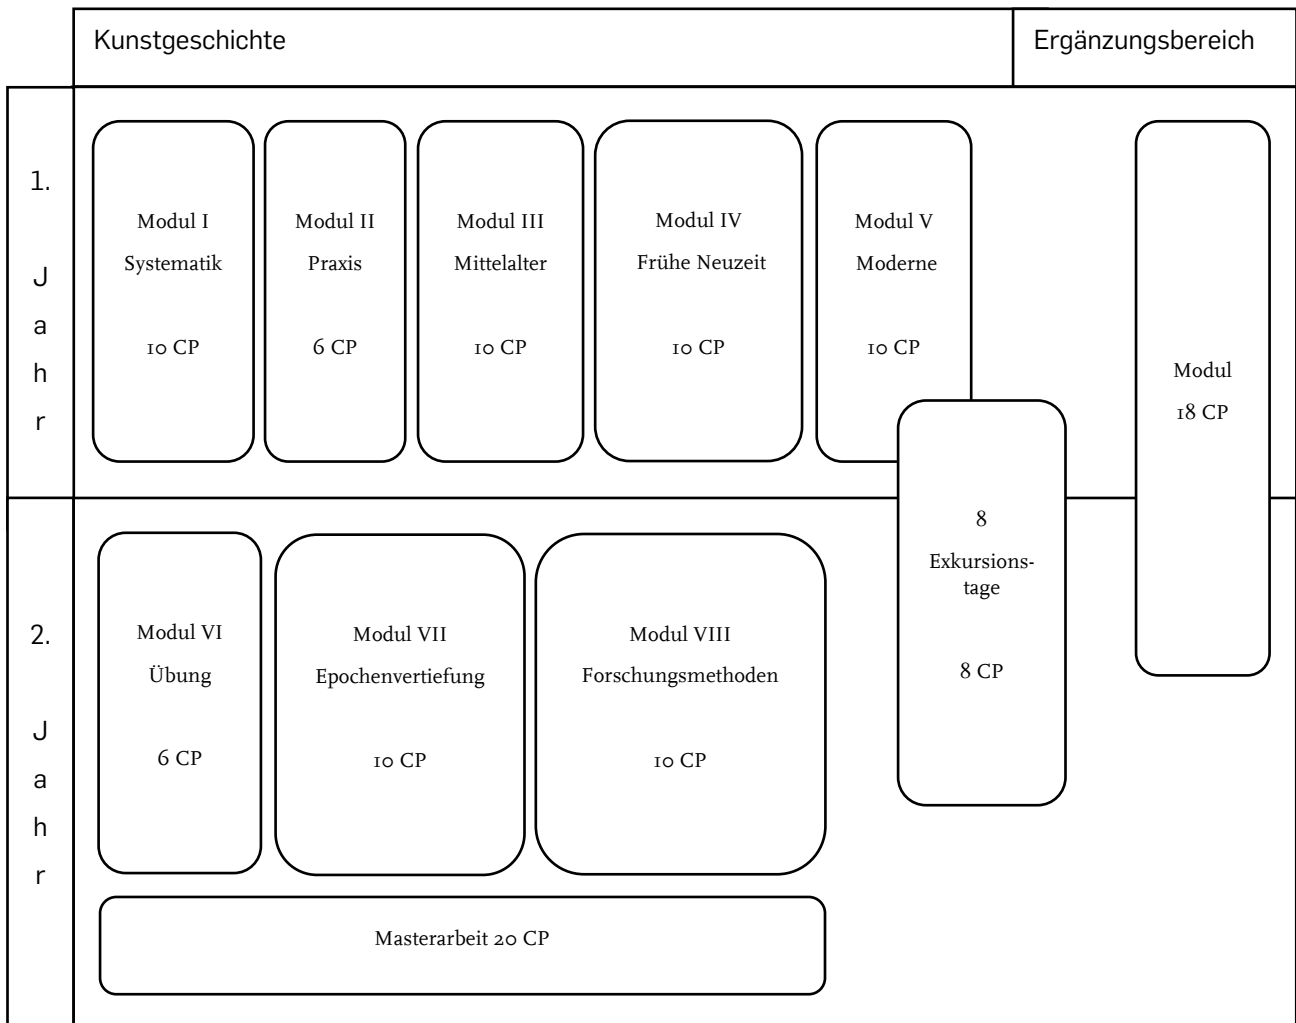 Kunstgeschichte
Ergänzungsbereich
1.
J
a
h
r
Modul I
Systematik
10 CP
Modul II
Praxis
6 CP
Modul III
Mittelalter
10 CP
Modul IV
Frühe Neuzeit
10 CP
Modul V
Moderne
10 CP
Modul
18 CP
8
Exkursions-
tage
8 CP
2.
J
a
h
r
Modul VI
Übung
6 CP
Modul VII
Epochenvertiefung
10 CP
Modul VIII
Forschungsmethoden
10 CP
Masterarbeit 20 CP